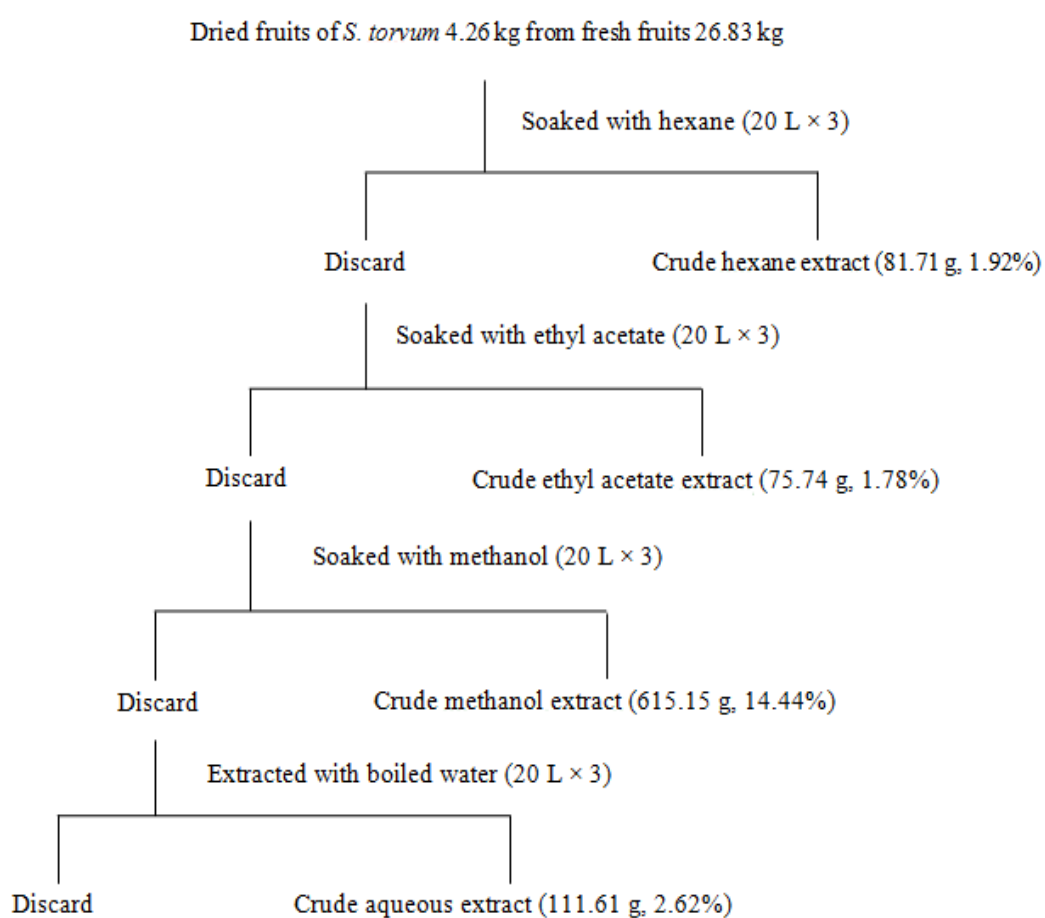 Dried fruits of S. torvum 4.26 kg from fresh fruits 26.83 kg
Soaked with hexane (20 L × 3)
Discard
Crude hexane extract (81.71 g, 1.92%)
Soaked with ethyl acetate (20 L × 3)
Discard
Crude ethyl acetate extract (75.74 g, 1.78%)
Soaked with methanol (20 L × 3)
Discard
Crude methanol extract (615.15 g, 14.44%)
Extracted with boiled water (20 L × 3)
Discard
Crude aqueous extract (111.61 g, 2.62%)